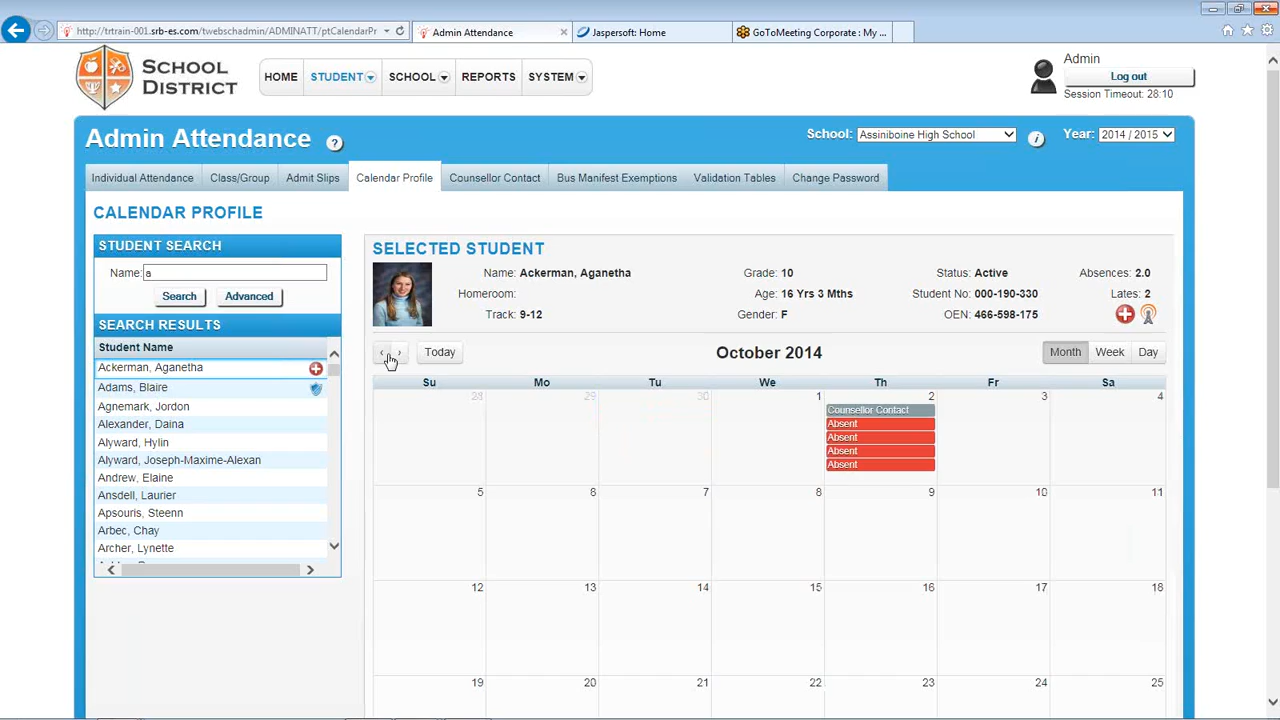 http://trtrain-001.srb-es.com/twebschadmin/ADMINATT/ptCalendarPr
Admin Attendance
Jaspersoft: Home
GoToMeeting Corporate : My ...
SCHOOL DISTRICT
HOME STUDENT SCHOOL REPORTS SYSTEM
Admin
Log out
Session Timeout: 28:10
Admin Attendance ?
School: Assiniboine High School i Year: 2014 / 2015
Individual Attendance Class/Group Admit Slips Calendar Profile Counsellor Contact Bus Manifest Exemptions Validation Tables Change Password
CALENDAR PROFILE
STUDENT SEARCH
Name: a
Search Advanced
SEARCH RESULTS
Student Name
Ackerman, Aganetha
Adams, Blaire
Agnemark, Jordon
Alexander, Daina
Alyward, Hylin
Alyward, Joseph-Maxime-Alexan
Andrew, Elaine
Ansdell, Laurier
Apsouris, Steenn
Arbec, Chay
Archer, Lynette
SELECTED STUDENT
Name: Ackerman, Aganetha Grade: 10 Status: Active Absences: 2.0
Homeroom: Age: 16 Yrs 3 Mths Student No: 000-190-330 Lates: 2
Track: 9-12 Gender: F OEN: 466-598-175
‹ › Today October 2014 Month Week Day
Su Mo Tu We Th Fr Sa
28 29 30 1 2 3 4
Counsellor Contact
Absent
Absent
Absent
Absent
5 6 7 8 9 10 11
12 13 14 15 16 17 18
19 20 21 22 23 24 25